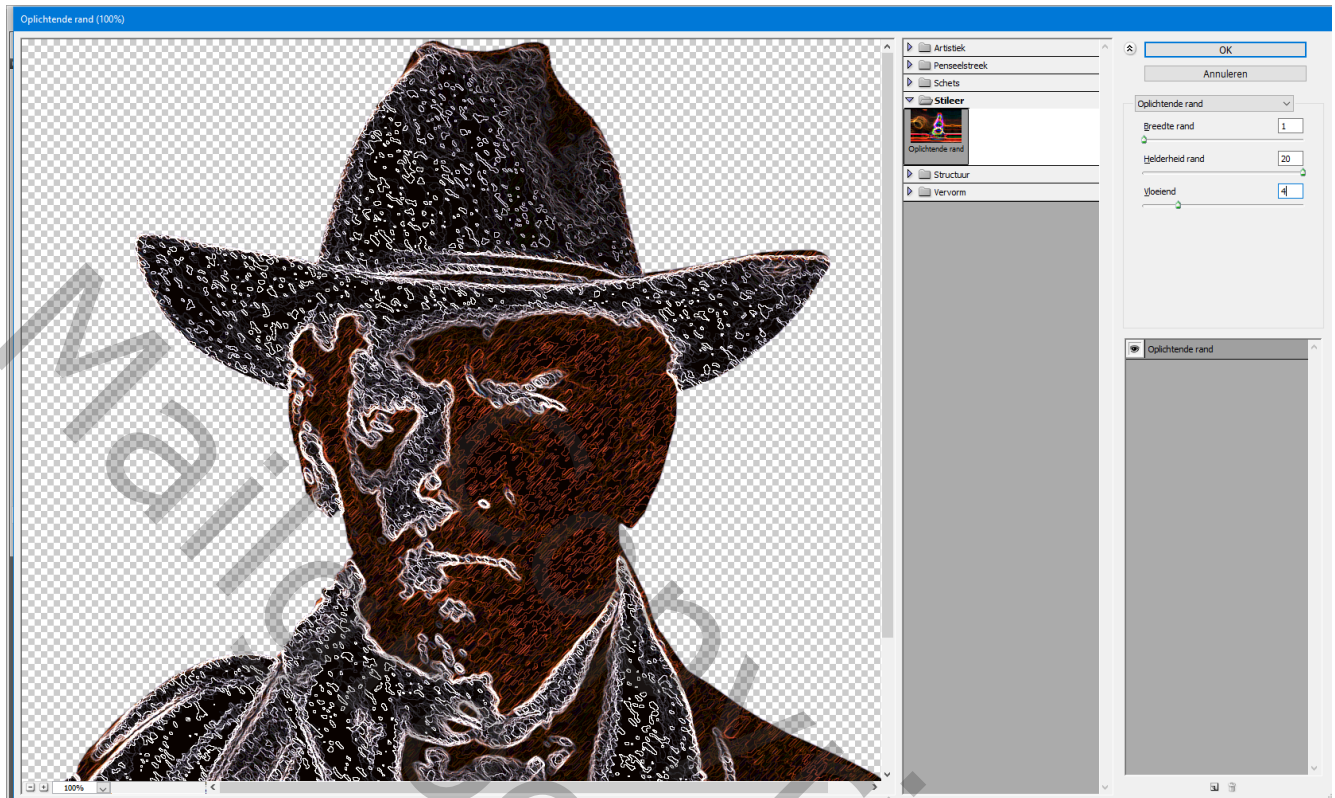 Oplichtende rand (100%)
Artistiek
Penseelstreek
Schets
Stileer
Oplichtende rand
Structuur
Vervorm
OK
Annuleren
Oplichtende rand
Breedte rand 1
Helderheid rand 20
Vloeiend 4
Oplichtende rand
100%